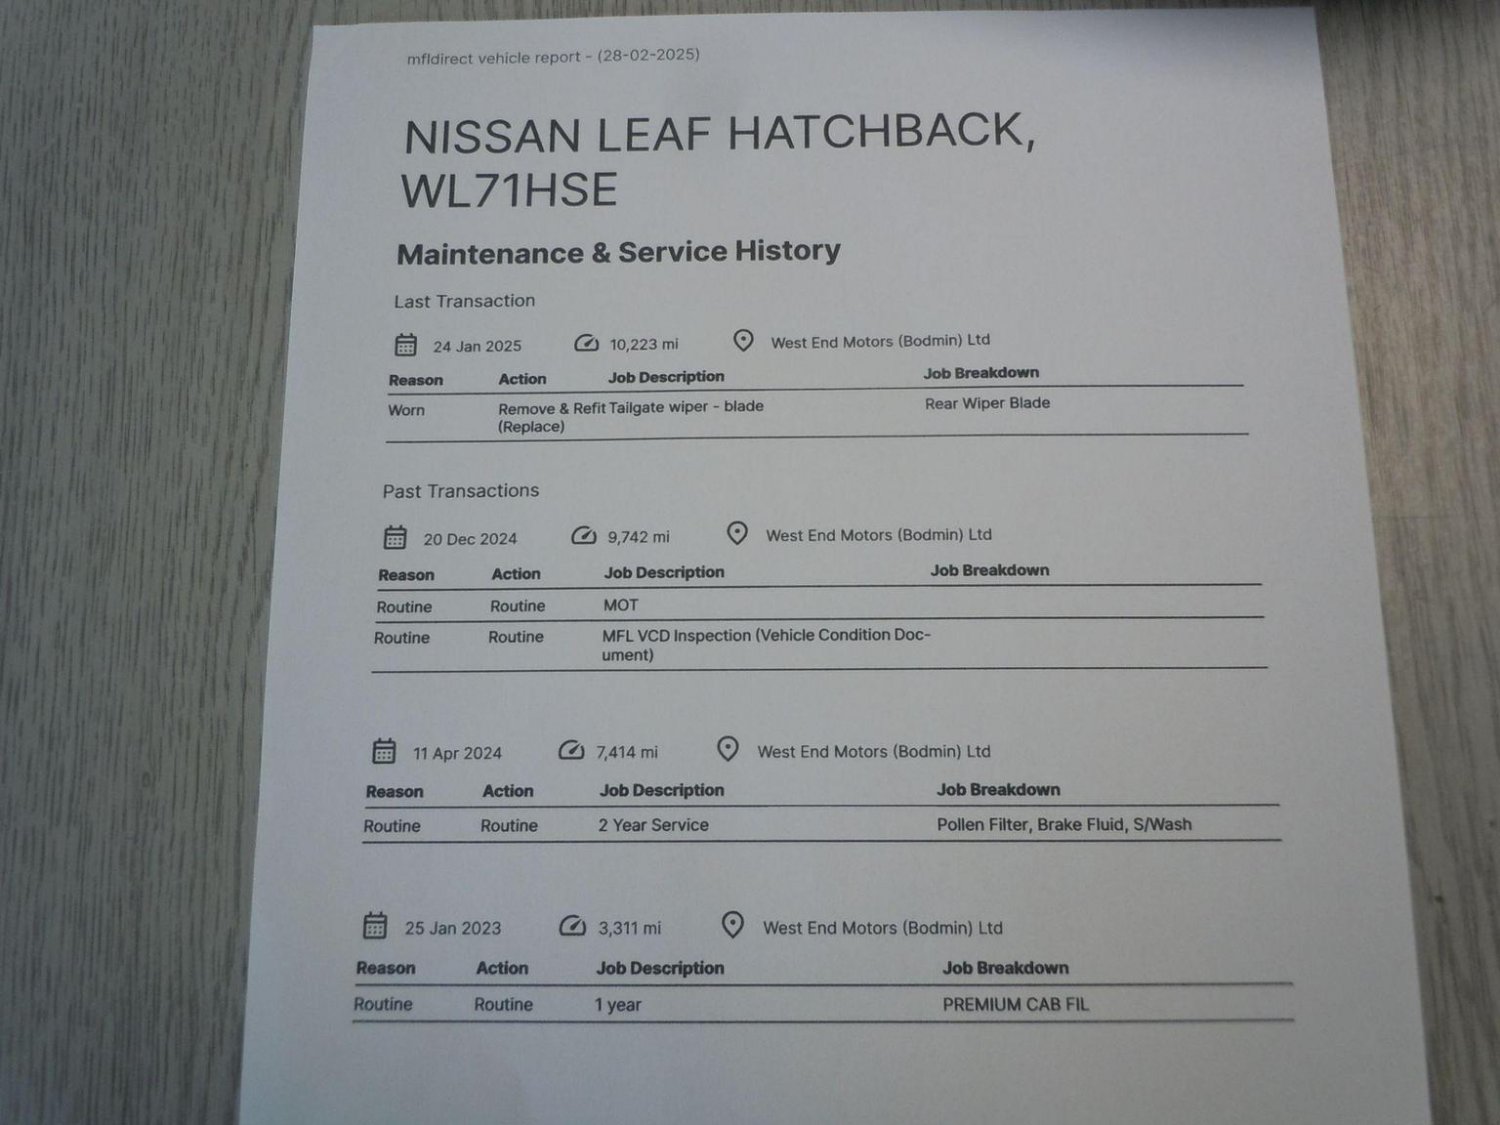 mfldirect vehicle report - (28-02-2025)
NISSAN LEAF HATCHBACK,
WL71HSE
Maintenance & Service History
Last Transaction
24 Jan 2025 10,223 mi West End Motors (Bodmin) Ltd
Reason Action Job Description Job Breakdown
Worn Remove & Refit Tailgate wiper - blade Rear Wiper Blade
(Replace)
Past Transactions
20 Dec 2024 9,742 mi West End Motors (Bodmin) Ltd
Reason Action Job Description Job Breakdown
Routine Routine MOT
Routine Routine MFL VCD Inspection (Vehicle Condition Doc-
ument)
11 Apr 2024 7,414 mi West End Motors (Bodmin) Ltd
Reason Action Job Description Job Breakdown
Routine Routine 2 Year Service Pollen Filter, Brake Fluid, S/Wash
25 Jan 2023 3,311 mi West End Motors (Bodmin) Ltd
Reason Action Job Description Job Breakdown
Routine Routine 1 year PREMIUM CAB FIL